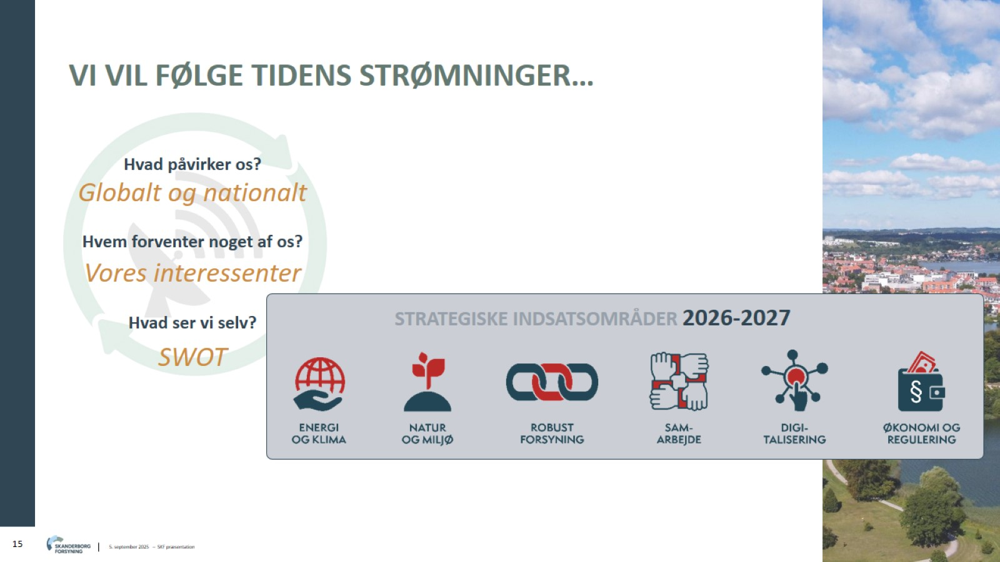 VI VIL FØLGE TIDENS STRØMNINGER...
Hvad påvirker os?
Globalt og nationalt
Hvem forventer noget af os?
Vores interessenter
Hvad ser vi selv?
SWOT
STRATEGISKE INDSATSOMRÅDER 2026-2027
ENERGI
OG KLIMA
NATUR
OG MILJØ
ROBUST
FORSYNING
SAM-
ARBEJDE
DIGI-
TALISERING
§
ØKONOMI OG
REGULERING
15
SKANDERBORG
FORSYNING
5. september 2025 – SKF præsentation